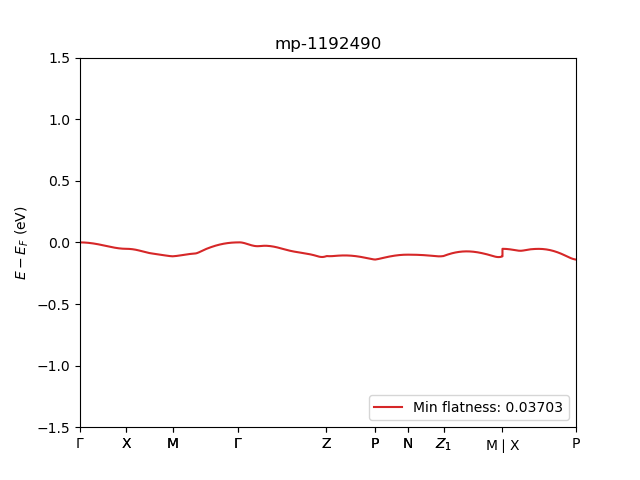 mp-1192490
E − E_F (eV)
1.5
1.0
0.5
0.0
−0.5
−1.0
−1.5
Min flatness: 0.03703
Γ X M Γ Z P N Z₁ M | X P